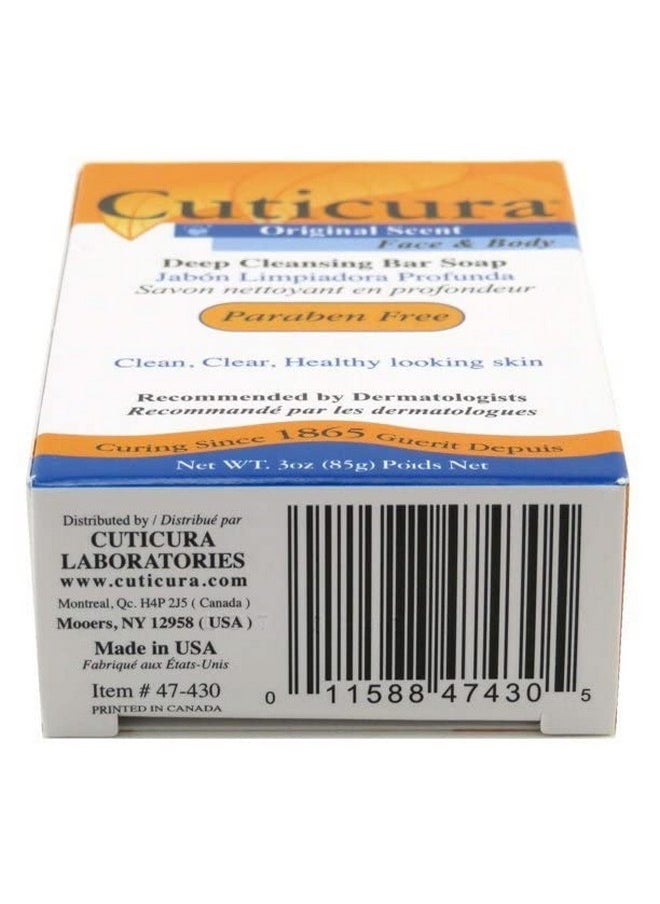 Cuticura®
Original Scent
Face & Body
Deep Cleansing Bar Soap
Jabón Limpiadora Profunda
Savon nettoyant en profondeur
Paraben Free
Clean, Clear, Healthy looking skin
Recommended by Dermatologists
Recommandé par les dermatologues
Curing Since 1865 Guerit Depuis
Net WT. 3oz (85g) Poids Net
Distributed by / Distribué par
CUTICURA
LABORATORIES
www.cuticura.com
Montreal, Qc. H4P 2J5 ( Canada )
Mooers, NY 12958 ( USA )
Made in USA
Fabriqué aux États-Unis
Item # 47-430
PRINTED IN CANADA
0 11588 47430 5